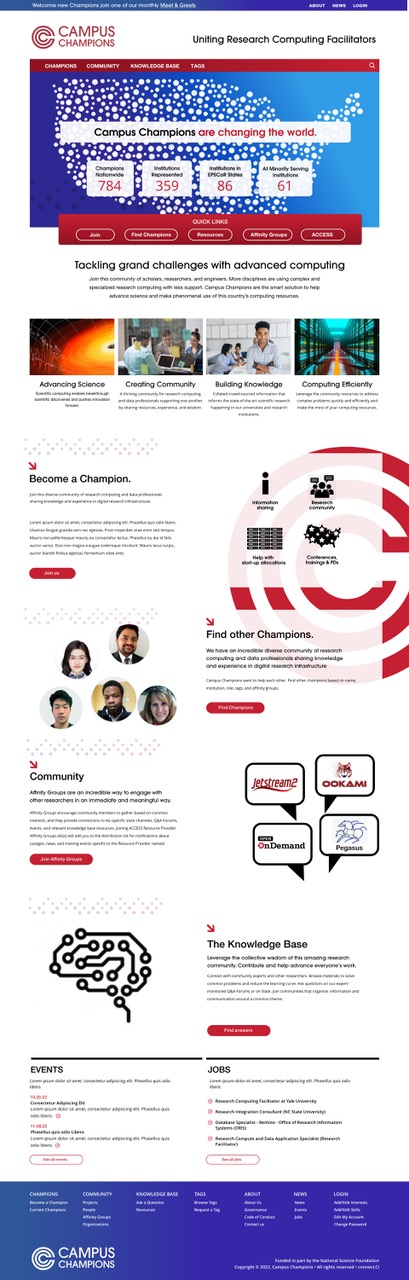 Welcome new Champions join one of our monthly Meet & Greets.
ABOUT NEWS LOGIN
CAMPUS
CHAMPIONS
Uniting Research Computing Facilitators
CHAMPIONS COMMUNITY KNOWLEDGE BASE TAGS
Campus Champions are changing the world.
Champions
Nationwide
784
Institutions
Represented
359
Institutions in
EPSCoR States
86
At Minority Serving
Institutions
61
QUICK LINKS
Join
Find Champions
Resources
Affinity Groups
ACCESS
Tackling grand challenges with advanced computing
Join this community of scholars, researchers, and engineers. More discoveries are using complex and
specialized research computing with less support. Campus Champions are the smart solution to help
advance science and make phenomenal use of this country's computing resources.
Advancing Science
Scientific computing enables breakthrough
scientific discoveries and pushes innovation
forward.
Creating Community
A thriving community for research computing
and data professionals supporting one another
by sharing resources, experience, and wisdom.
Building Knowledge
Collated crowd-sourced information that
informs the state-of-the-art scientific research
happening in our universities and research
institutions.
Computing Efficiently
Leverage the community resources to address
complex problems quickly and efficiently and
make the most of your computing resources.
Become a Champion.
Join this diverse community of research computing and data professionals
sharing knowledge and experience in digital research infrastructure.
Lorem ipsum dolor sit amet, consectetur adipiscing elit. Phasellus quis odio libero.
Vivamus feugiat gravida sem nec egestas. Proin imperdiet vitae enim sed tempus.
Mauris non pellentesque mauris, eu consectetur lectus. Phasellus eu dui id felis
auctor varius. Duis non magna a augue scelerisque tincidunt. Mauris lacus turpis,
auctor blandit finibus egestas, fermentum vitae ante.
Join us
Information
sharing
Research
community
Help with
start-up allocations
Conferences,
trainings & PDs
Find other Champions.
We have an incredible diverse community of research
computing and data professionals sharing knowledge
and experience in digital research infrastructure
Campus Champions want to help each other. Find other champions based on name,
institution, role, tags, and affinity groups.
Find Champions
Community
Affinity Groups are an incredible way to engage with
other researchers in an immediate and meaningful way.
Affinity Groups encourage community members to gather based on common
interests, and they provide connections to AG-specific slack channels, Q&A Forums,
events, and relevant knowledge base resources. Joining ACCESS Resource Provider
Affinity Groups (AGs) will add you to the distribution list for notifications about
outages, news, and training events specific to the Resource Provider named.
Join Affinity Groups
Jetstream2
OOKAMI
OPEN
OnDemand
Pegasus
The Knowledge Base
Leverage the collective wisdom of this amazing research
community. Contribute and help advance everyone's work.
Connect with community experts and other researchers. Browse materials to solve
common problems and reduce the learning curve. Ask questions on our expert-
monitored Q&A Forums or on Slack. Join communities that organize information and
communication around a common theme.
Find answers
EVENTS
Lorem ipsum dolor sit amet, consectetur adipiscing elit. Phasellus quis odio
libero.
10.20.22
Consectetur Adipiscing Elit
Lorem ipsum dolor sit amet, consectetur adipiscing elit. Phasellus quis
odio libero.
11.08.22
Phasellus quis odio Libero
Lorem ipsum dolor sit amet, consectetur adipiscing elit. Phasellus quis
odio libero.
See all events
JOBS
Lorem ipsum dolor sit amet, consectetur adipiscing elit. Phasellus quis odio
libero.
Research Computing Facilitator at Yale University
Research Integration Consultant (NC State University)
Database Specialist - Remote - Office of Research Information
Systems (ORIS)
Research Compute and Data Application Specialist (Research
Facilitator)
See all jobs
CHAMPIONS
Become a Champion
Current Champions
COMMUNITY
Projects
People
Affinity Groups
Organizations
KNOWLEDGE BASE
Ask a Question
Resources
TAGS
Browse Tags
Request a Tag
ABOUT
About Us
Governance
Code of Conduct
Contact us
NEWS
News
Events
Jobs
LOGIN
Add/Edit Interests
Add/Edit Skills
Edit My Account
Change Password
CAMPUS
CHAMPIONS
Funded in part by the National Science Foundation
Copyright © 2022, Campus Champions • All rights reserved • connect.CI